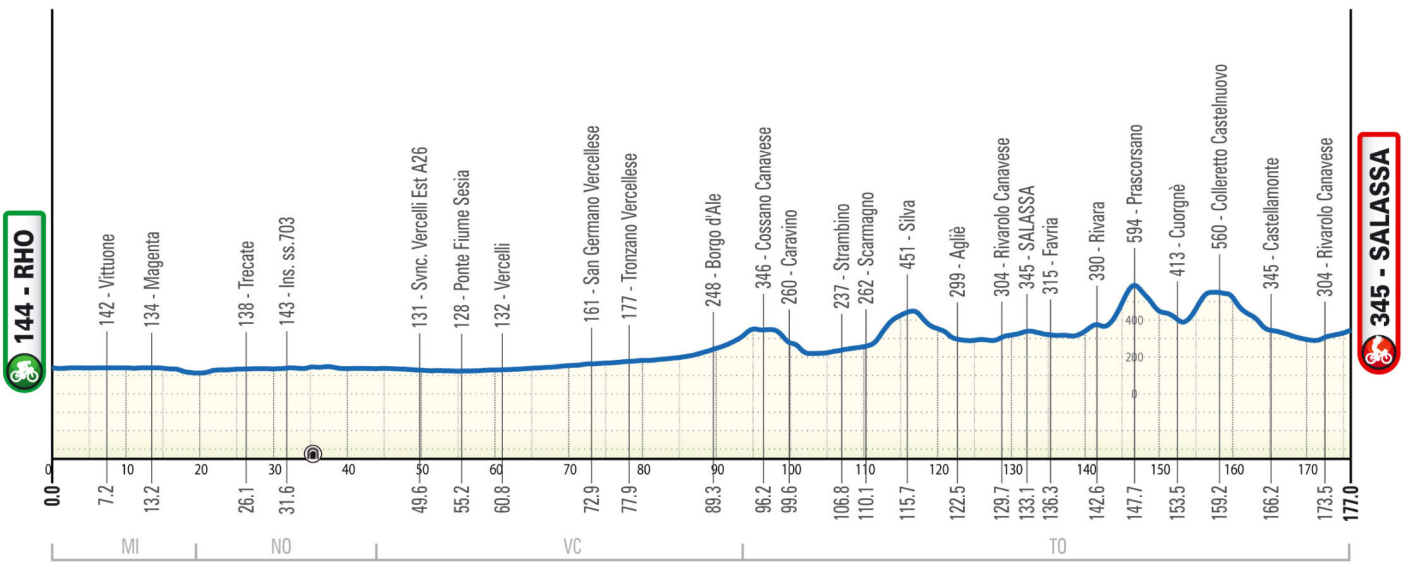 144 - RHO
142 - Vittuone
134 - Magenta
138 - Trecate
143 - Ins. ss.703
131 - Svnc. Vercelli Est A26
128 - Ponte Fiume Sesia
132 - Vercelli
161 - San Germano Vercellese
177 - Tronzano Vercellese
248 - Borgo d'Ale
346 - Cossano Canavese
260 - Caravino
237 - Strambino
262 - Scarmagno
451 - Silva
299 - Agliè
304 - Rivarolo Canavese
345 - SALASSA
315 - Favria
390 - Rivara
594 - Prascorsano
413 - Cuorgnè
560 - Colleretto Castelnuovo
345 - Castellamonte
304 - Rivarolo Canavese
345 - SALASSA
400
200
0
0 10 20 30 40 50 60 70 80 90 100 110 120 130 140 150 160 170
0.0 7.2 13.2 26.1 31.6 49.6 55.2 60.8 72.9 77.9 89.3 96.2 99.6 106.8 110.1 115.7 122.5 129.7 133.1 136.3 142.6 147.7 153.5 159.2 166.2 173.5 177.0
MI NO VC TO